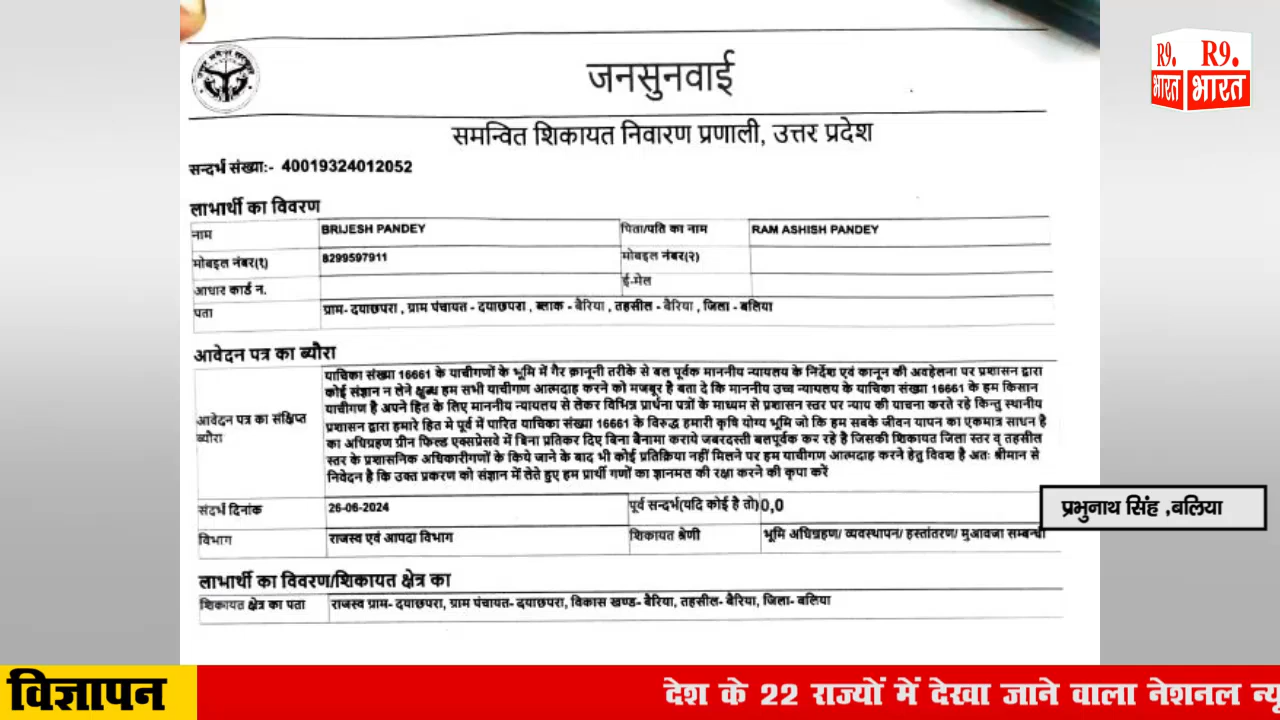 जनसुनवाई
समन्वित शिकायत निवारण प्रणाली, उत्तर प्रदेश
सन्दर्भ संख्या:- 40019324012052
लाभार्थी का विवरण
नाम BRIJESH PANDEY पिता/पति का नाम RAM ASHISH PANDEY
मोबइल नंबर(१) 8299597911 मोबइल नंबर(२)
आधार कार्ड न. ई-मेल
पता ग्राम- दयाछपरा , ग्राम पंचायत - दयाछपरा , ब्लाक - बैरिया , तहसील - बैरिया , जिला - बलिया
आवेदन पत्र का ब्यौरा
आवेदन पत्र का संक्षिप्त ब्यौरा
याचिका संख्या 16661 के याचीगणों के भूमि में गैर क़ानूनी तरीके से बल पूर्वक माननीय न्यायलय के निर्देश एवं कानून की अवहेलना पर प्रशासन द्वारा
कोई संज्ञान न लेने क्षुब्ध हम सभी याचीगण आत्मदाह करने को मजबूर है बता दे कि माननीय उच्च न्यायलय के याचिका संख्या 16661 के हम किसान
याचीगण है अपने हित के लिए माननीय न्यायलय से लेकर विभिन्न प्रार्थना पत्रों के माध्यम से प्रशासन स्तर पर न्याय की याचना करते रहे किन्तु स्थानीय
प्रशासन द्वारा हमारे हित मे पूर्व में पारित याचिका संख्या 16661 के विरुद्ध हमारी कृषि योग्य भूमि जो कि हम सबके जीवन यापन का एकमात्र साधन है
का अधिग्रहण ग्रीन फिल्ड एक्सप्रेसवे में बिना प्रतिकर दिए बिना बैनामा कराये जबरदस्ती बलपूर्वक कर रहे है जिसकी शिकायत जिला स्तर व् तहसील
स्तर के प्रशासनिक अधिकारीगणों के किये जाने के बाद भी कोई प्रतिक्रिया नहीं मिलने पर हम याचीगण आत्मदाह करने हेतु विवश है अतः श्रीमान से
निवेदन है कि उक्त प्रकरण को संज्ञान में लेते हुए हम प्रार्थी गणों का ज्ञानमल की रक्षा करने की कृपा करें
संदर्भ दिनांक 26-06-2024 पूर्व सन्दर्भ(यदि कोई है तो) 0,0
विभाग राजस्व एवं आपदा विभाग शिकायत श्रेणी भूमि अधिग्रहण/ व्यवस्थापन/ हस्तांतरण/ मुआवजा सम्बन्धी
लाभार्थी का विवरण/शिकायत क्षेत्र का
शिकायत क्षेत्र का पता राजस्व ग्राम- दयाछपरा, ग्राम पंचायत- दयाछपरा, विकास खण्ड- बैरिया, तहसील- बैरिया, जिला- बलिया
R9. R9.
भारत भारत
प्रभुनाथ सिंह ,बलिया
विज्ञापन देश के 22 राज्यों में देखा जाने वाला नेशनल